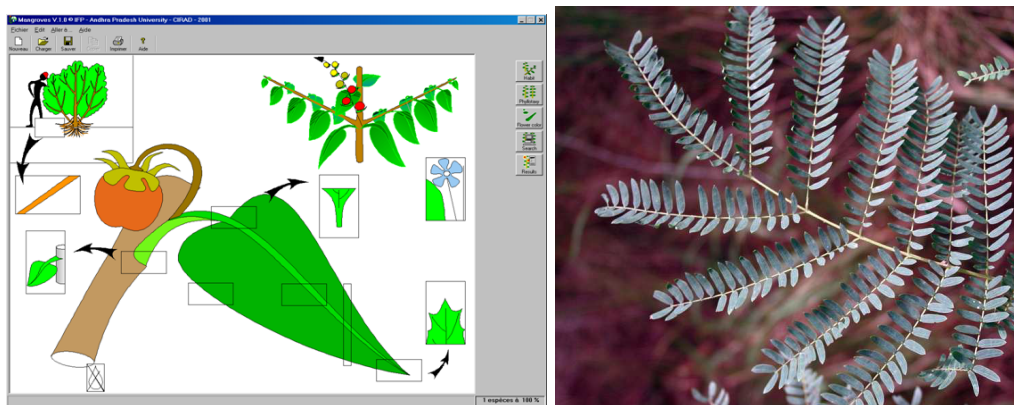 Mangroves V.1.0 © IFP - Andhra Pradesh University - CIRAD - 2001
Fichier Edit Aller à... Aide
Nouveau Charger Sauver Imprimer Aide
Habit
Phyllotaxy
Flower color
Search
Results
3 espèces à 100 %